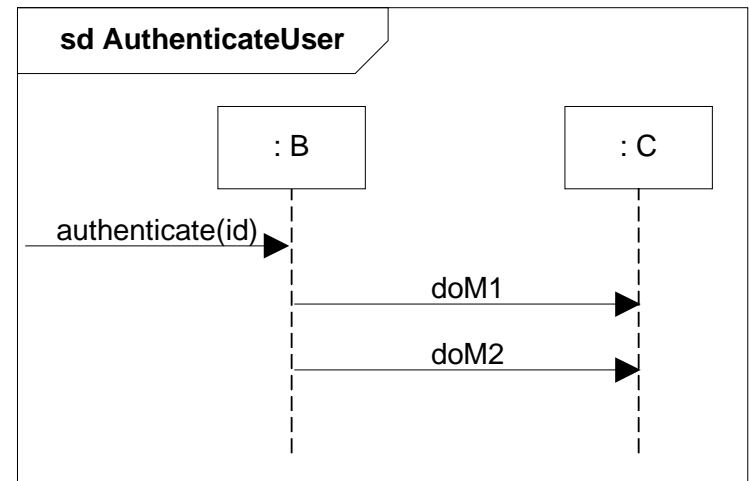 sd AuthenticateUser
: B
: C
authenticate(id)
doM1
doM2